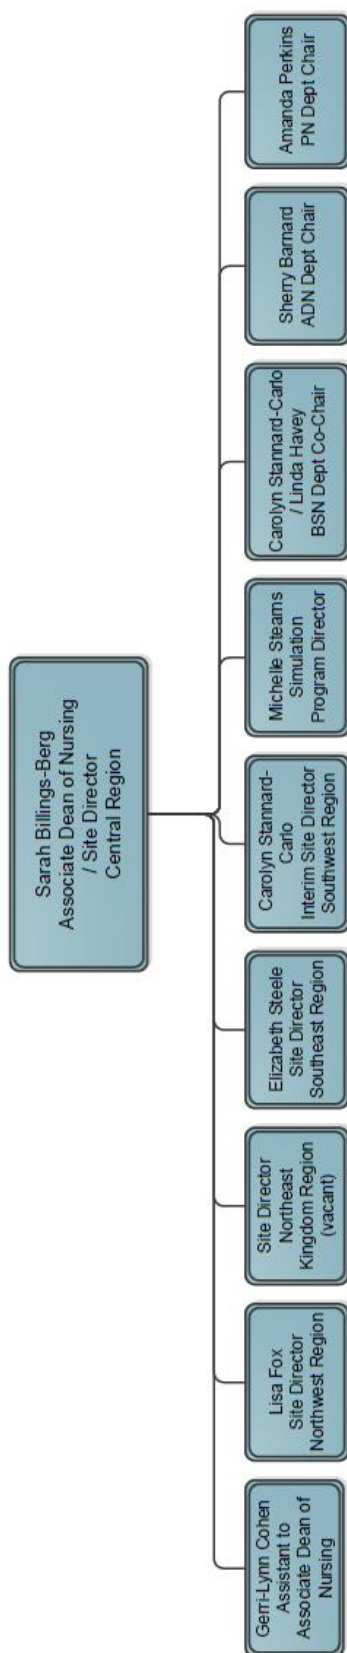 Sarah Billings-Berg
Associate Dean of Nursing
/ Site Director
Central Region
Gerri-Lynn Cohen
Assistant to
Associate Dean of
Nursing
Lisa Fox
Site Director
Northwest Region
Site Director
Northeast
Kingdom Region
(vacant)
Elizabeth Steele
Site Director
Southeast Region
Carolyn Stannard-
Carlo
Interim Site Director
Southwest Region
Michelle Stearns
Simulation
Program Director
Carolyn Stannard-Carlo
/ Linda Havey
BSN Dept Co-Chair
Sherry Barnard
ADN Dept Chair
Amanda Perkins
PN Dept Chair